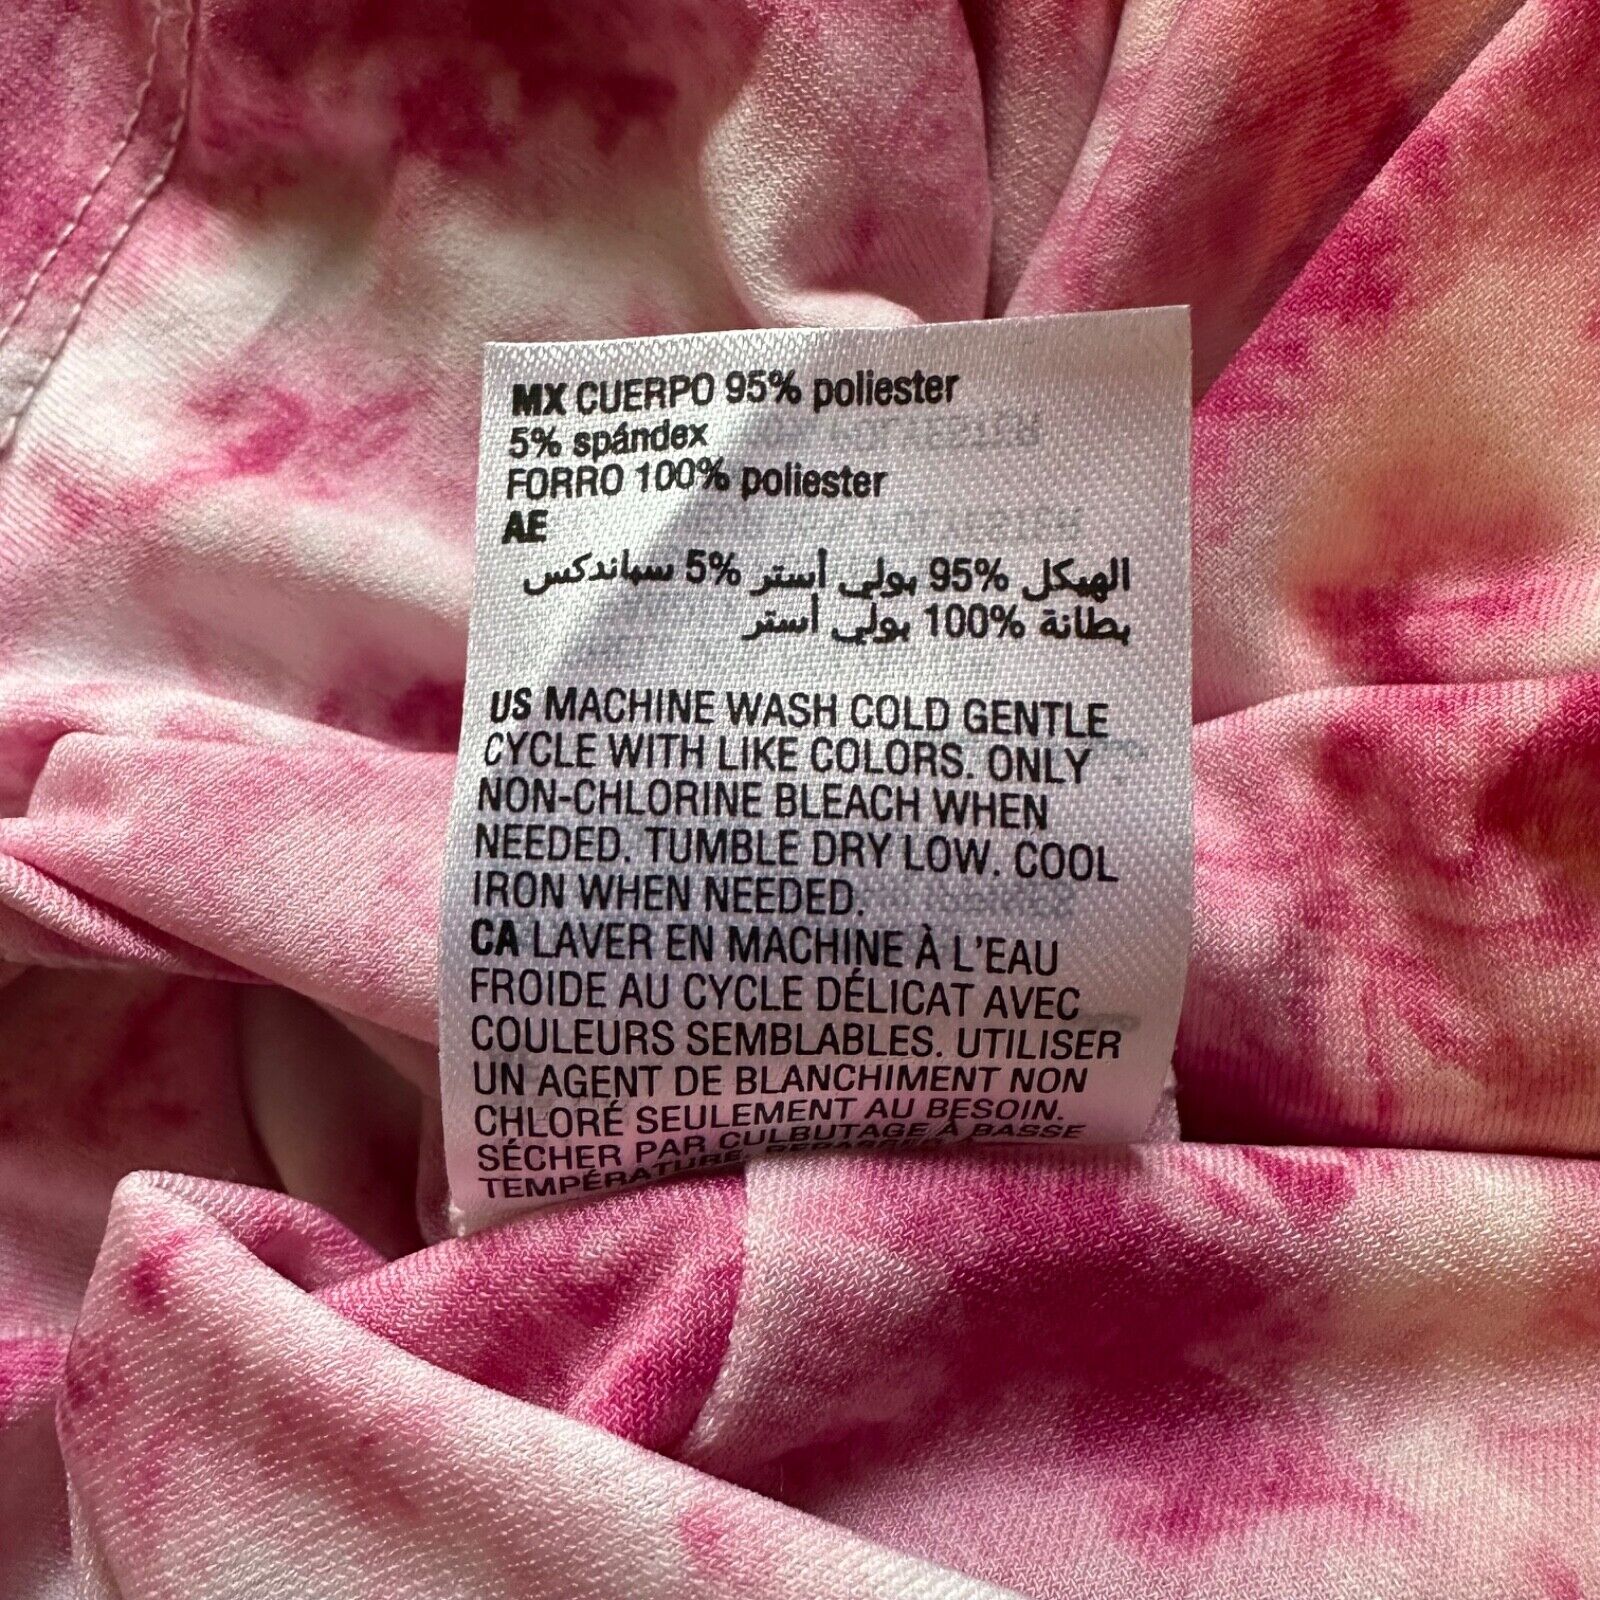 MX CUERPO 95% poliester
5% spándex
FORRO 100% poliester
AE
الهيكل 95% بولي أستر 5% سباندكس
بطانة 100% بولي أستر
US MACHINE WASH COLD GENTLE
CYCLE WITH LIKE COLORS. ONLY
NON-CHLORINE BLEACH WHEN
NEEDED. TUMBLE DRY LOW. COOL
IRON WHEN NEEDED.
CA LAVER EN MACHINE À L'EAU
FROIDE AU CYCLE DÉLICAT AVEC
COULEURS SEMBLABLES. UTILISER
UN AGENT DE BLANCHIMENT NON
CHLORÉ SEULEMENT AU BESOIN.
SÉCHER PAR CULBUTAGE À BASSE
TEMPÉRATURE. REPASSER